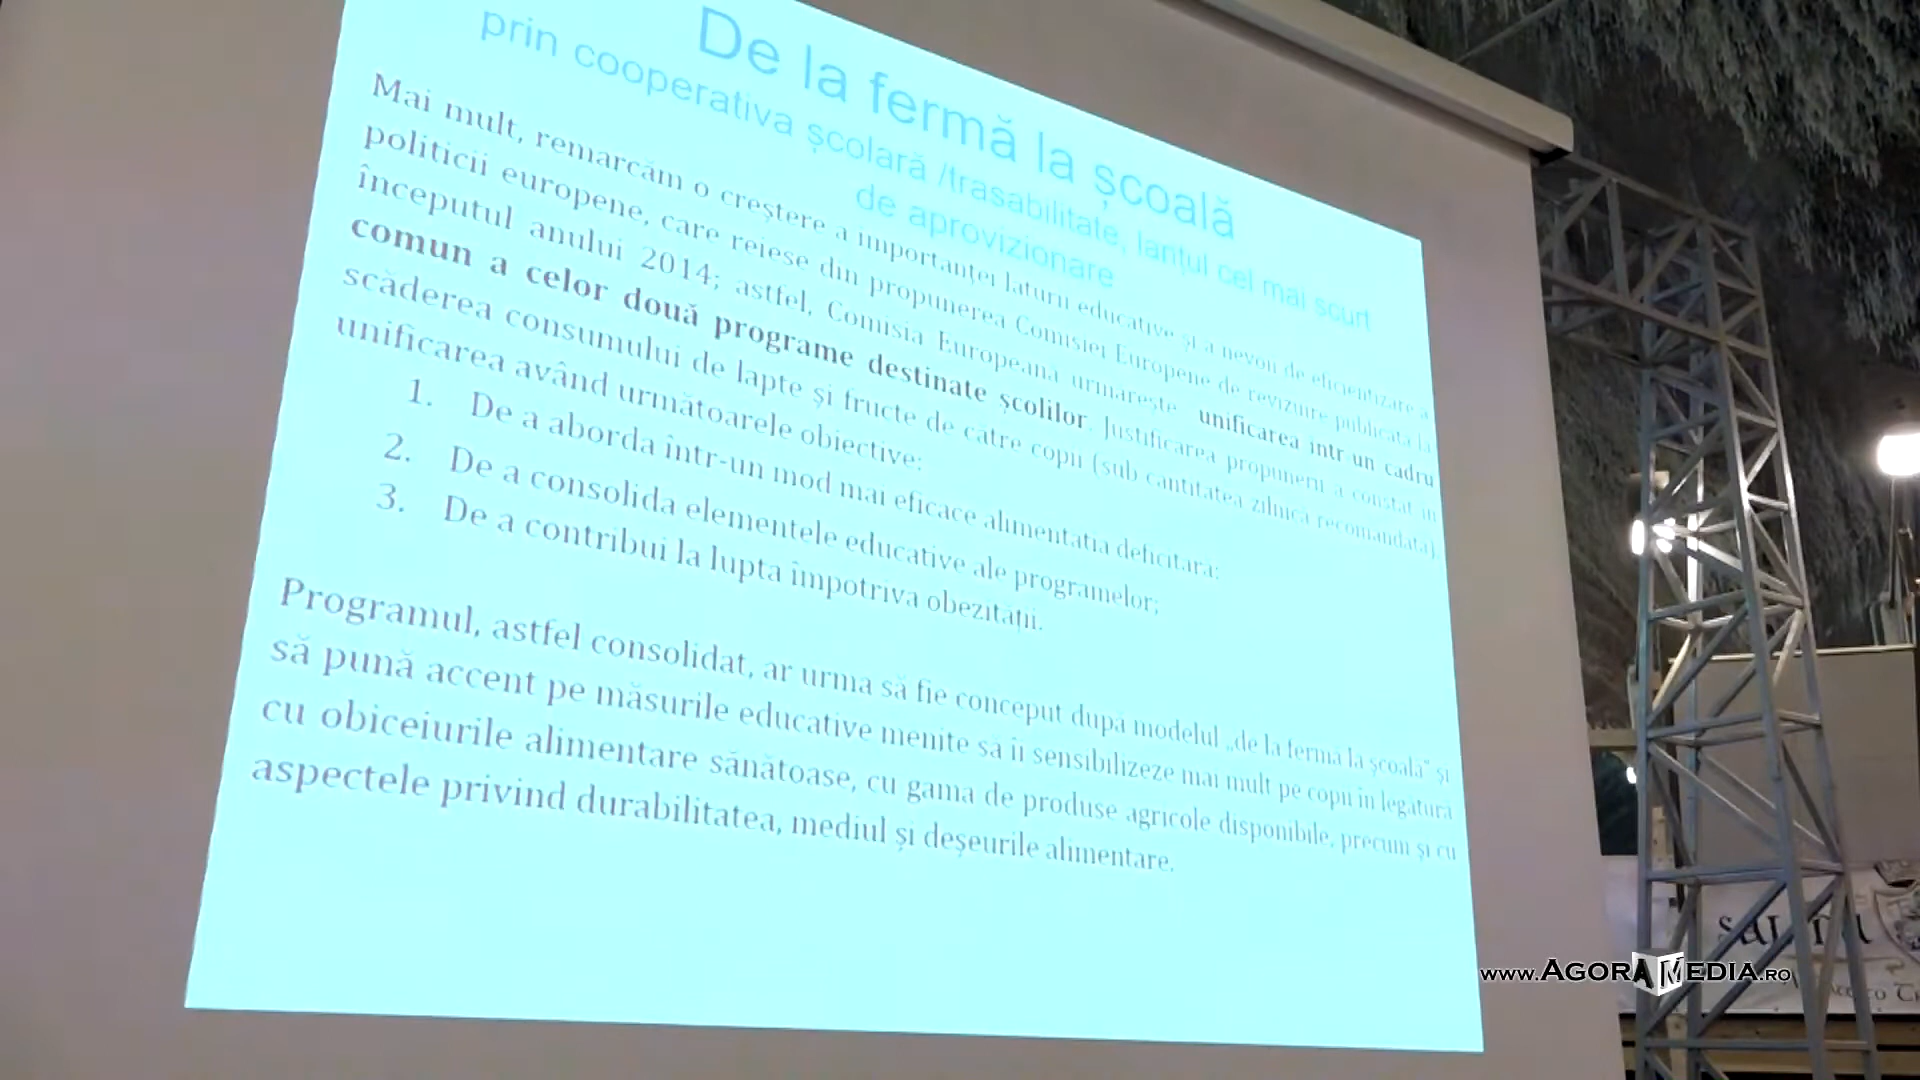 De la fermă la școală
prin cooperativa școlară /trasabilitate, lanțul cel mai scurt
de aprovizionare
Mai mult, remarcăm o creștere a importanței laturii educative și a nevoii de eficientizare a
politicii europene, care reiese din propunerea Comisiei Europene de revizuire publicată la
începutul anului 2014; astfel, Comisia Europeană urmărește unificarea într-un cadru
comun a celor două programe destinate școlilor. Justificarea propunerii a constat în
scăderea consumului de lapte și fructe de către copii (sub cantitatea zilnică recomandată),
unificarea având următoarele obiective:
1. De a aborda într-un mod mai eficace alimentatia deficitară;
2. De a consolida elementele educative ale programelor;
3. De a contribui la lupta împotriva obezității.
Programul, astfel consolidat, ar urma să fie conceput după modelul „de la fermă la școală" și
să pună accent pe măsurile educative menite să îi sensibilizeze mai mult pe copii în legătură
cu obiceiurile alimentare sănătoase, cu gama de produse agricole disponibile, precum și cu
aspectele privind durabilitatea, mediul și deșeurile alimentare.
www.AGORAMEDIA.RO